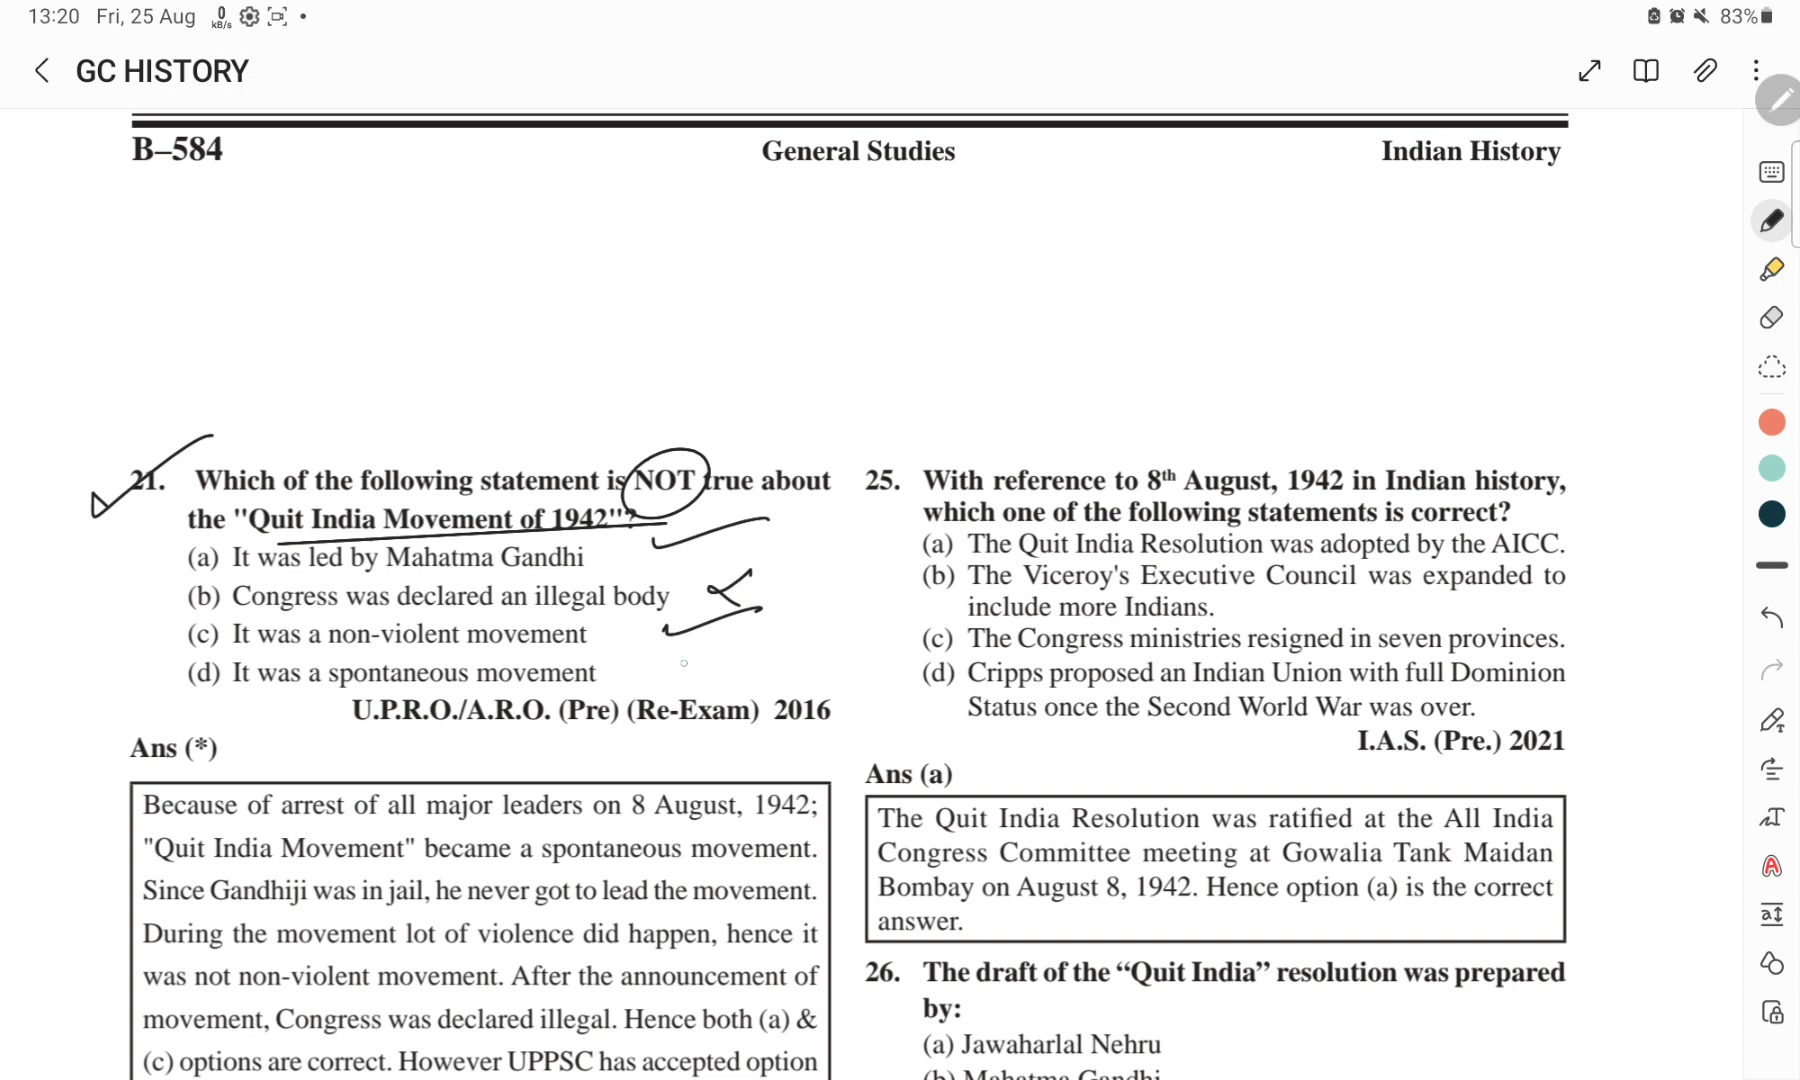 13:20 Fri, 25 Aug 0 kB/s 83%
GC HISTORY
B–584 General Studies Indian History
21. Which of the following statement is NOT true about
the "Quit India Movement of 1942"?
(a) It was led by Mahatma Gandhi
(b) Congress was declared an illegal body
(c) It was a non-violent movement
(d) It was a spontaneous movement
U.P.R.O./A.R.O. (Pre) (Re-Exam) 2016
Ans (*)
Because of arrest of all major leaders on 8 August, 1942;
"Quit India Movement" became a spontaneous movement.
Since Gandhiji was in jail, he never got to lead the movement.
During the movement lot of violence did happen, hence it
was not non-violent movement. After the announcement of
movement, Congress was declared illegal. Hence both (a) &
(c) options are correct. However UPPSC has accepted option
25. With reference to 8th August, 1942 in Indian history,
which one of the following statements is correct?
(a) The Quit India Resolution was adopted by the AICC.
(b) The Viceroy's Executive Council was expanded to
include more Indians.
(c) The Congress ministries resigned in seven provinces.
(d) Cripps proposed an Indian Union with full Dominion
Status once the Second World War was over.
I.A.S. (Pre.) 2021
Ans (a)
The Quit India Resolution was ratified at the All India
Congress Committee meeting at Gowalia Tank Maidan
Bombay on August 8, 1942. Hence option (a) is the correct
answer.
26. The draft of the “Quit India” resolution was prepared
by:
(a) Jawaharlal Nehru
(b) Mahatma Gandhi